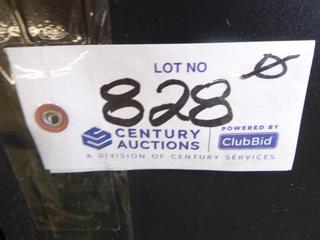 LOT NO
828
CENTURY AUCTIONS
POWERED BY
ClubBid
A DIVISION OF CENTURY SERVICES